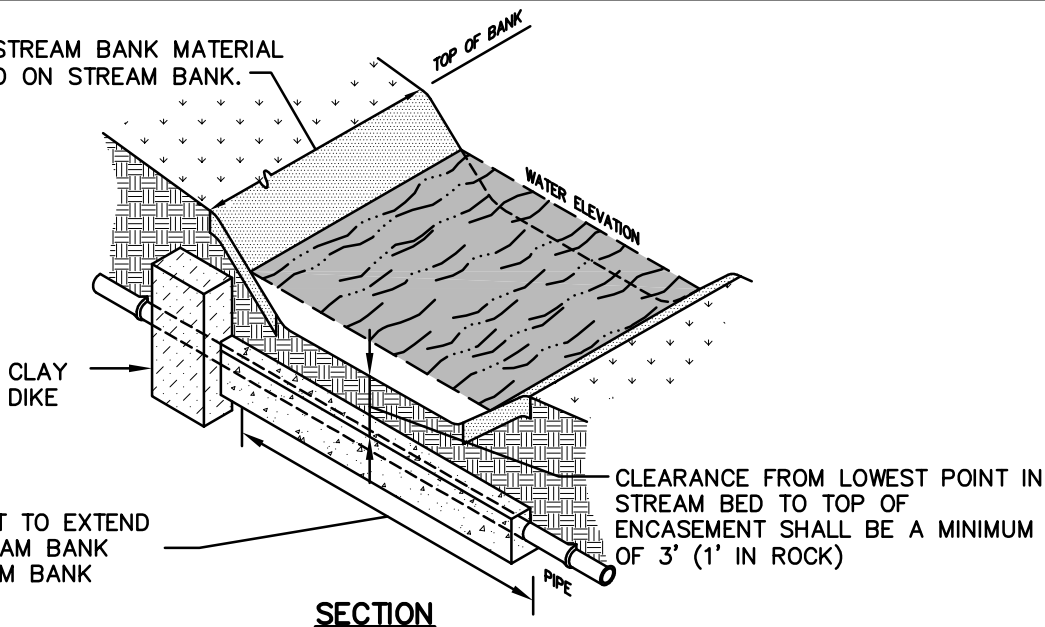 STREAM BANK MATERIAL
ON STREAM BANK.
TOP OF BANK
WATER ELEVATION
CLAY
DIKE
CLEARANCE FROM LOWEST POINT IN
STREAM BED TO TOP OF
ENCASEMENT SHALL BE A MINIMUM
OF 3' (1' IN ROCK)
TO EXTEND
BANK
BANK
PIPE
SECTION